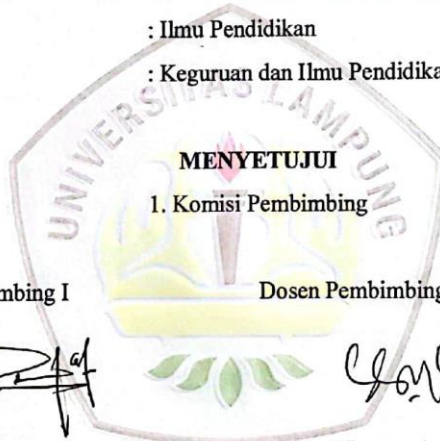 : Ilmu Pendidikan
: Keguruan dan Ilmu Pendidika
UNIVERSITAS LAMPUNG
MENYETUJUI
1. Komisi Pembimbing
mbing I Dosen Pembimbing